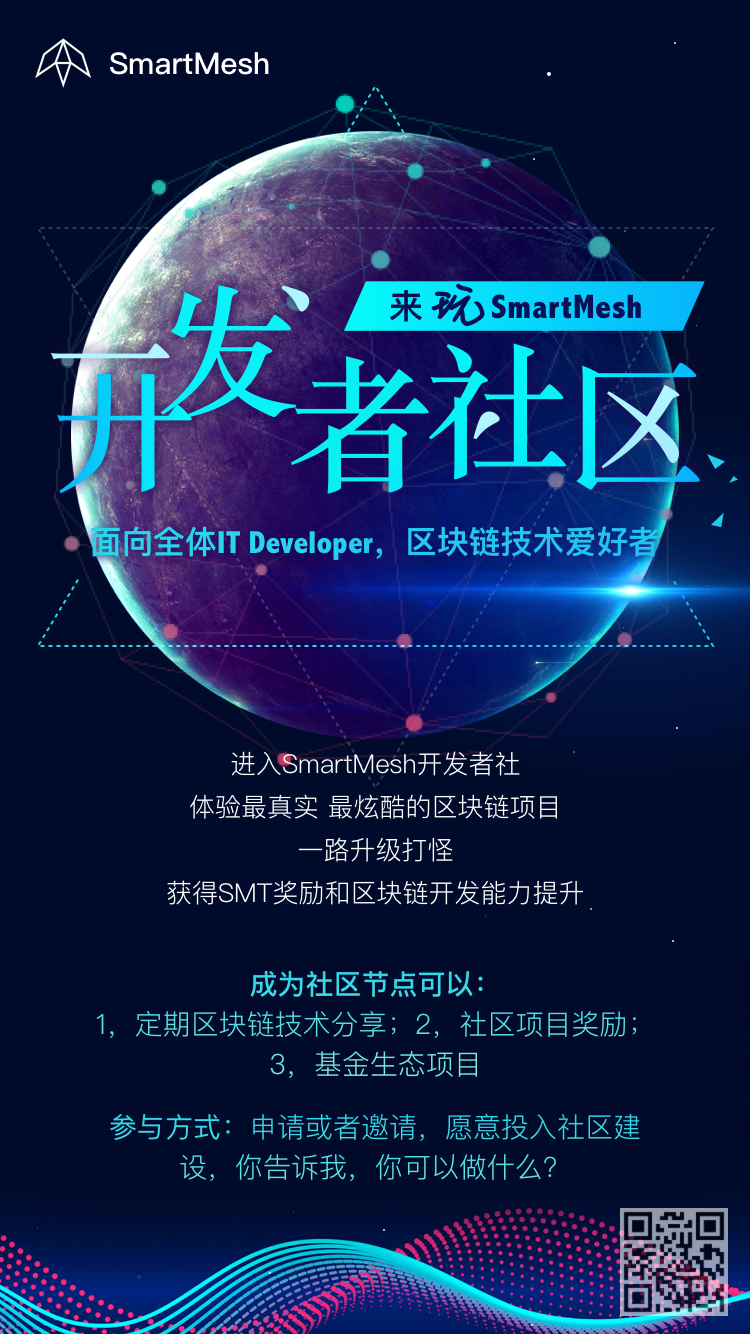 SmartMesh
来玩SmartMesh
开发者社区
面向全体IT Developer，区块链技术爱好者
进入SmartMesh开发者社
体验最真实 最炫酷的区块链项目
一路升级打怪
获得SMT奖励和区块链开发能力提升
成为社区节点可以：
1，定期区块链技术分享；2，社区项目奖励；
3，基金生态项目
参与方式：申请或者邀请，愿意投入社区建
设，你告诉我，你可以做什么？